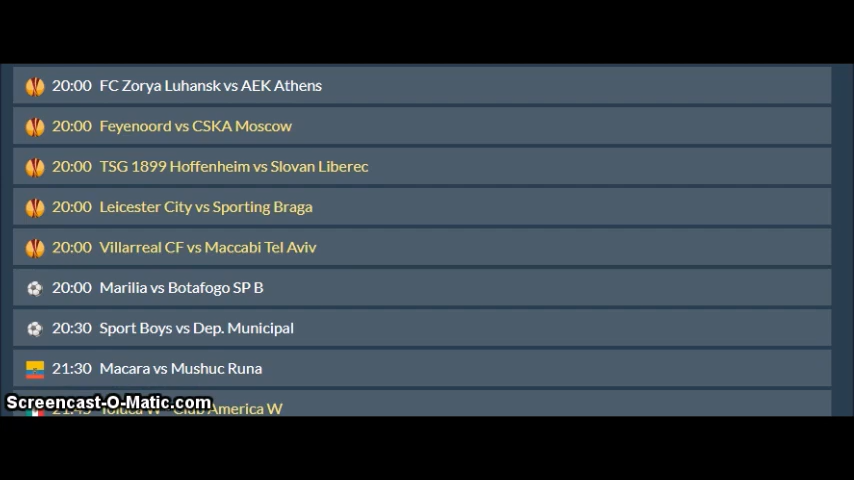 20:00 FC Zorya Luhansk vs AEK Athens
20:00 Feyenoord vs CSKA Moscow
20:00 TSG 1899 Hoffenheim vs Slovan Liberec
20:00 Leicester City vs Sporting Braga
20:00 Villarreal CF vs Maccabi Tel Aviv
20:00 Marilia vs Botafogo SP B
20:30 Sport Boys vs Dep. Municipal
21:30 Macara vs Mushuc Runa
Screencast-O-Matic.com
America W